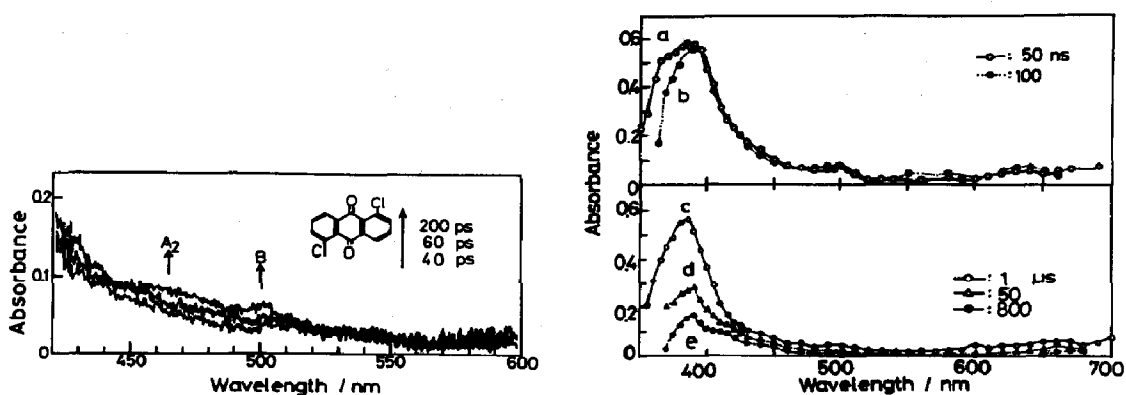 Absorbance
0.2
0.1
0
A2
B
O
Cl
Cl
O
200 ps
60 ps
40 ps
450
500
550
600
Wavelength / nm
Absorbance
0.6
0.4
0.2
0
a
b
: 50 ns
: 100
0.6
0.4
0.2
0
c
d
e
: 1 μs
: 50
: 800
400
500
600
700
Wavelength / nm